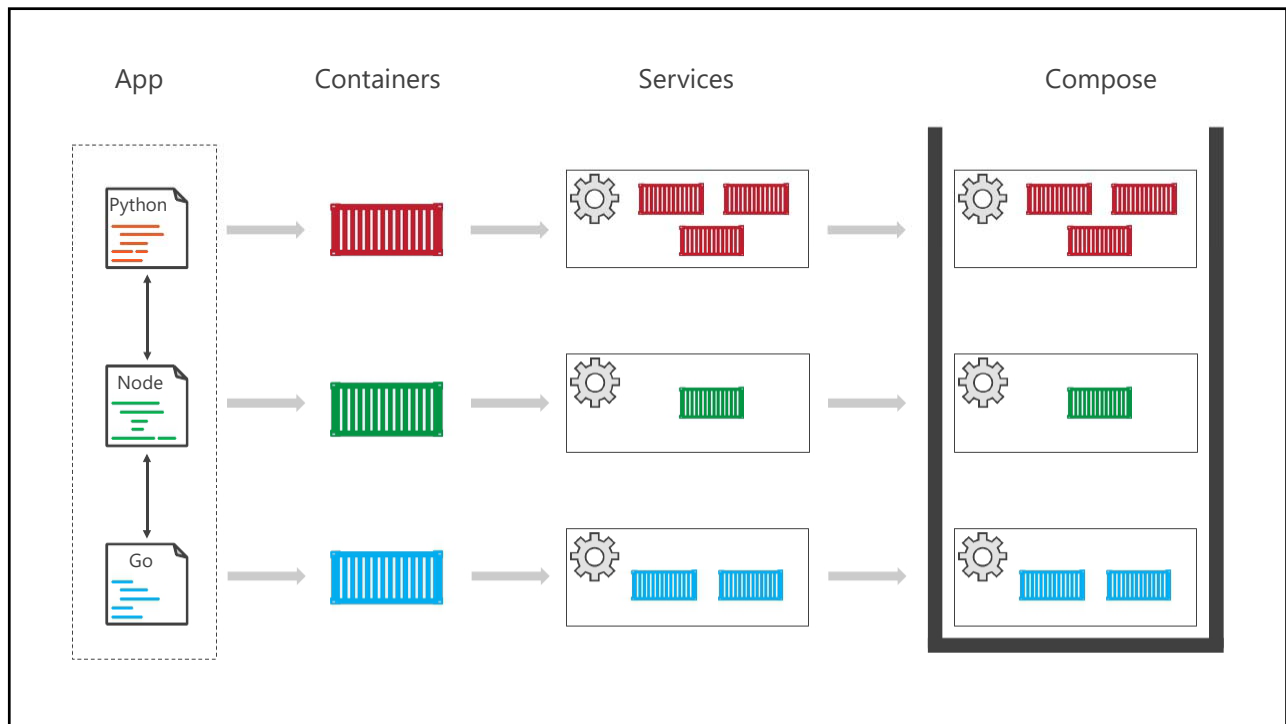 App
Containers
Services
Compose
Python
Node
Go